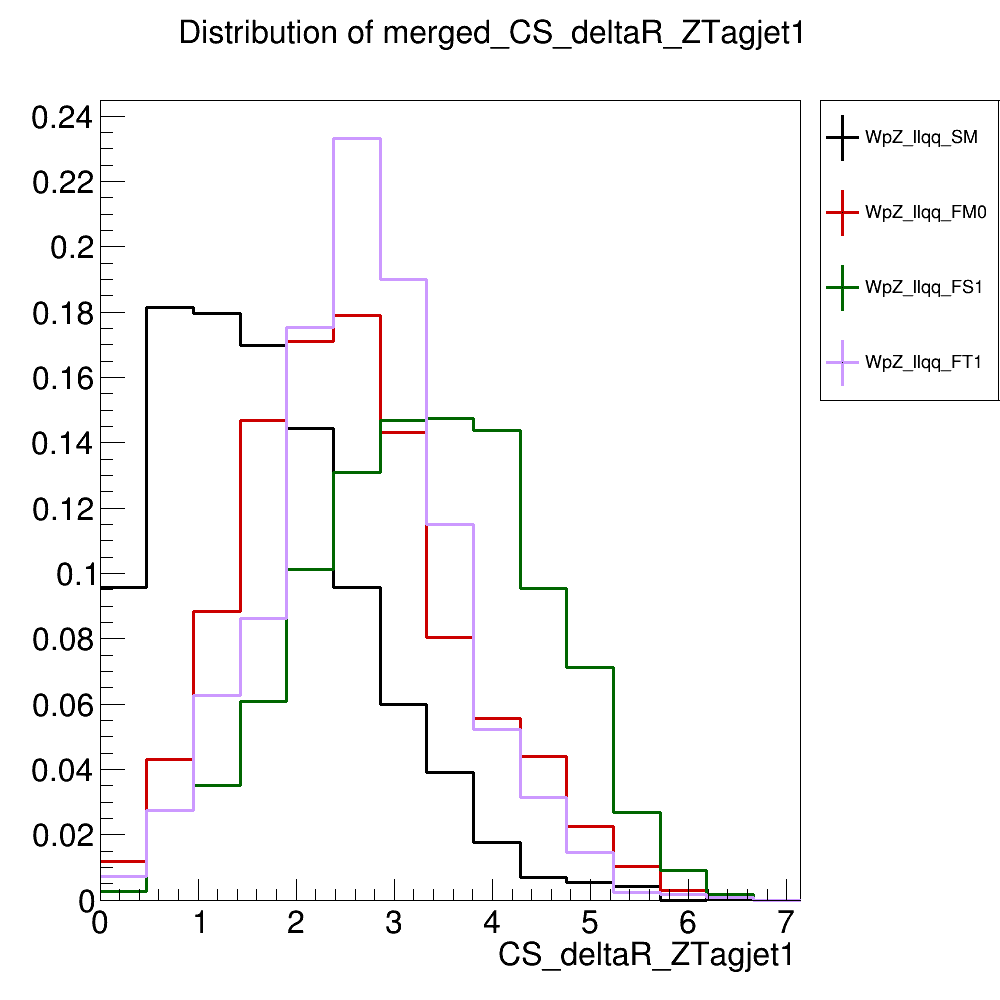 Distribution of merged_CS_deltaR_ZTagjet1
0.24
0.22
0.2
0.18
0.16
0.14
0.12
0.1
0.08
0.06
0.04
0.02
0
0 1 2 3 4 5 6 7
CS_deltaR_ZTagjet1
WpZ_llqq_SM
WpZ_llqq_FM0
WpZ_llqq_FS1
WpZ_llqq_FT1